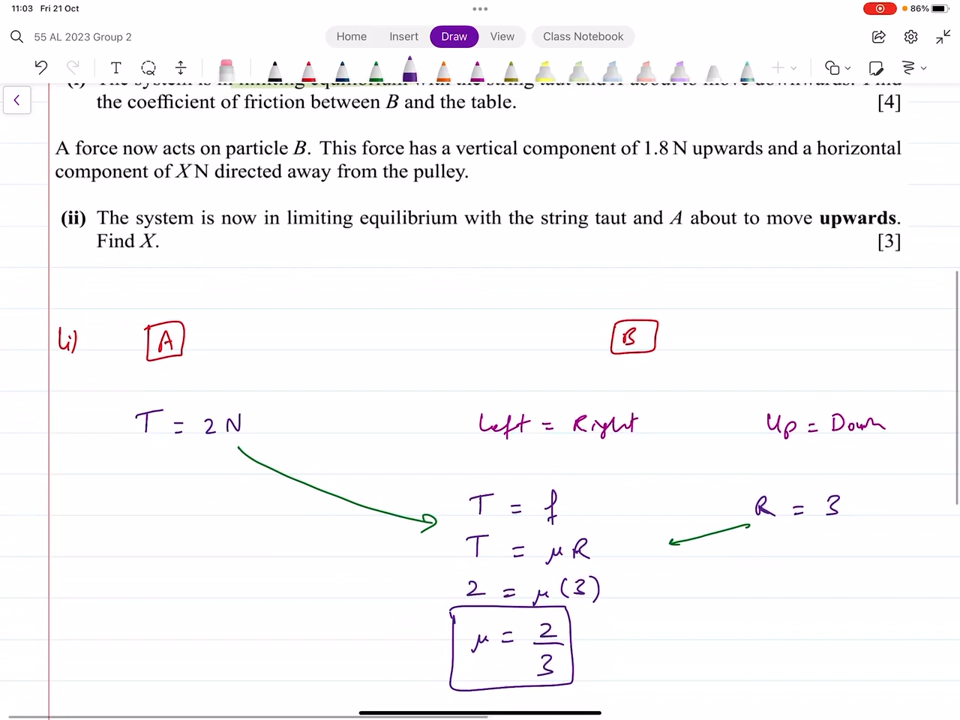 11:03 Fri 21 Oct
86%
55 AL 2023 Group 2
Home Insert Draw View Class Notebook
the coefficient of friction between B and the table. [4]
A force now acts on particle B. This force has a vertical component of 1.8 N upwards and a horizontal
component of X N directed away from the pulley.
(ii) The system is now in limiting equilibrium with the string taut and A about to move upwards.
Find X. [3]
(i) A B
T = 2 N Left = Right Up = Down
T = f R = 3
T = μR
2 = μ(3)
μ = 2/3